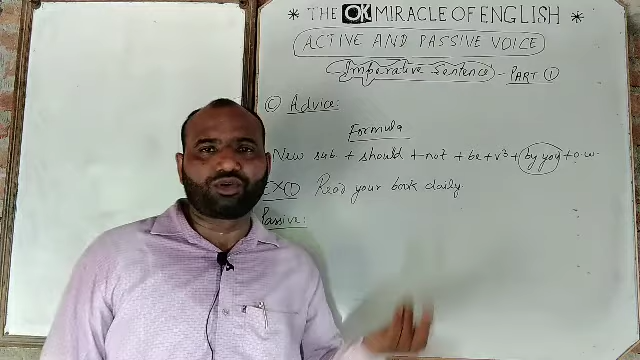 * THE OK MIRACLE OF ENGLISH *
ACTIVE AND PASSIVE VOICE
Imperative Sentence - PART ①
© Advice:
Formula
New sub + should + not + be + v³ + by you + o.w.
EX① Read your book daily.
Passive: